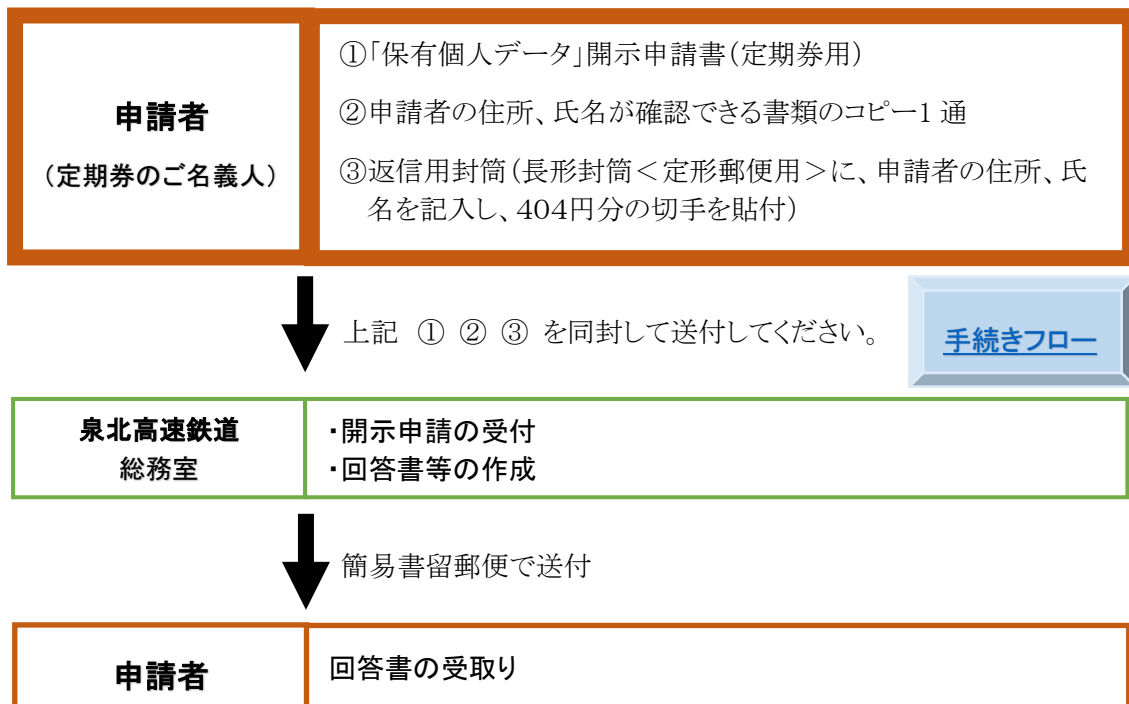 申請者
(定期券のご名義人)
①「保有個人データ」開示申請書(定期券用)
②申請者の住所、氏名が確認できる書類のコピー1 通
③返信用封筒(長形封筒<定形郵便用>に、申請者の住所、氏
名を記入し、404円分の切手を貼付)
上記 ① ② ③ を同封して送付してください。
手続きフロー
泉北高速鉄道
総務室
・開示申請の受付
・回答書等の作成
簡易書留郵便で送付
申請者
回答書の受取り